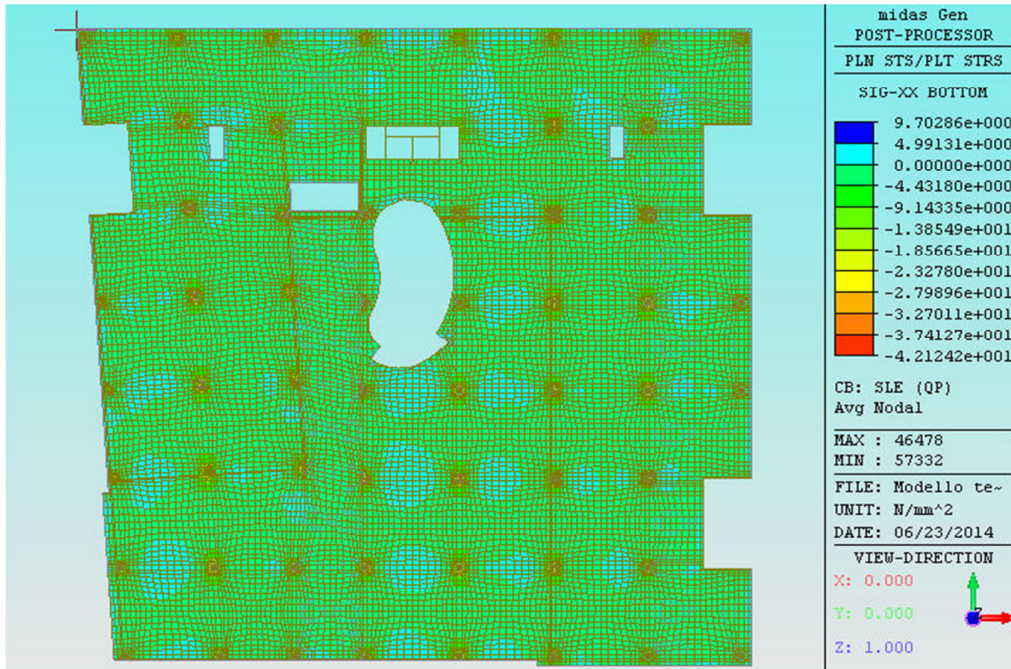 midas Gen
POST-PROCESSOR
PLN STS/PLT STRS
SIG-XX BOTTOM
9.70286e+000
4.99131e+000
0.00000e+000
-4.43180e+000
-9.14335e+000
-1.38549e+001
-1.85665e+001
-2.32780e+001
-2.79896e+001
-3.27011e+001
-3.74127e+001
-4.21242e+001
CB: SLE (QP)
Avg Nodal
MAX : 46478
MIN : 57332
FILE: Modello te~
UNIT: N/mm^2
DATE: 06/23/2014
VIEW-DIRECTION
X: 0.000
Y: 0.000
Z: 1.000
Z